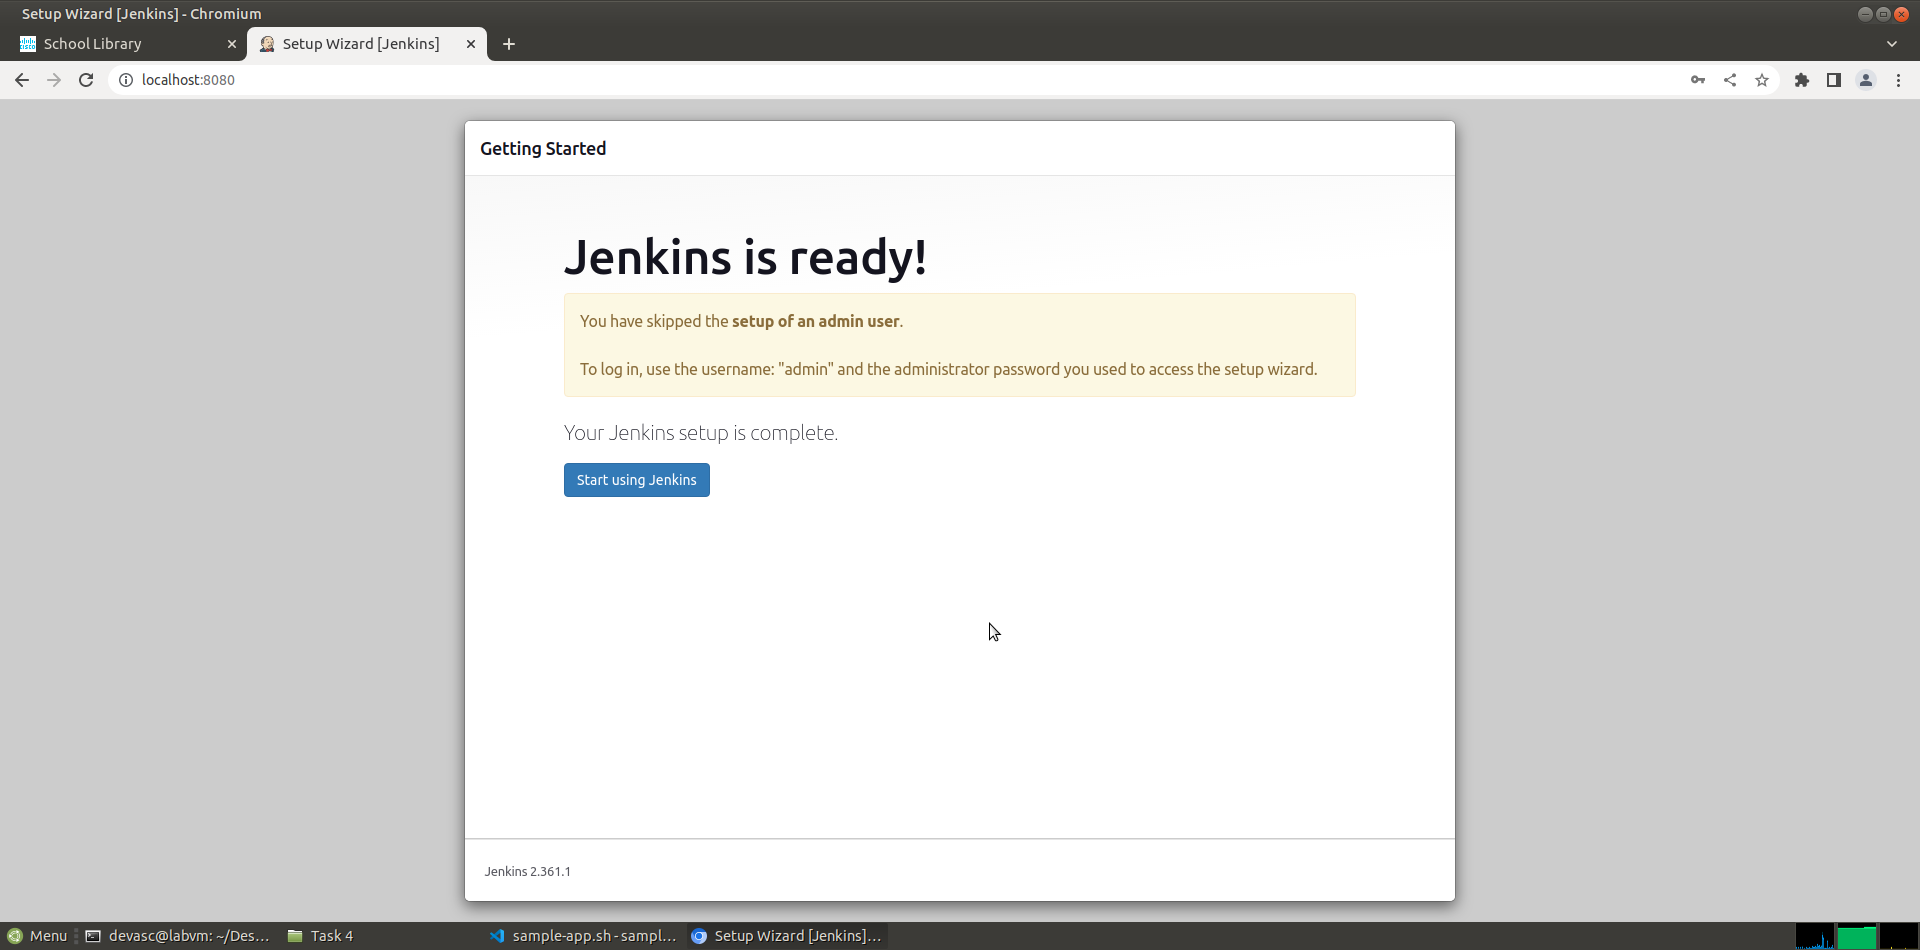 Setup Wizard [Jenkins] - Chromium
School Library
Setup Wizard [Jenkins]
localhost:8080
Getting Started
Jenkins is ready!
You have skipped the setup of an admin user.
To log in, use the username: "admin" and the administrator password you used to access the setup wizard.
Your Jenkins setup is complete.
Start using Jenkins
Jenkins 2.361.1
Menu
devasc@labvm: ~/Des...
Task 4
sample-app.sh - sampl...
Setup Wizard [Jenkins]...